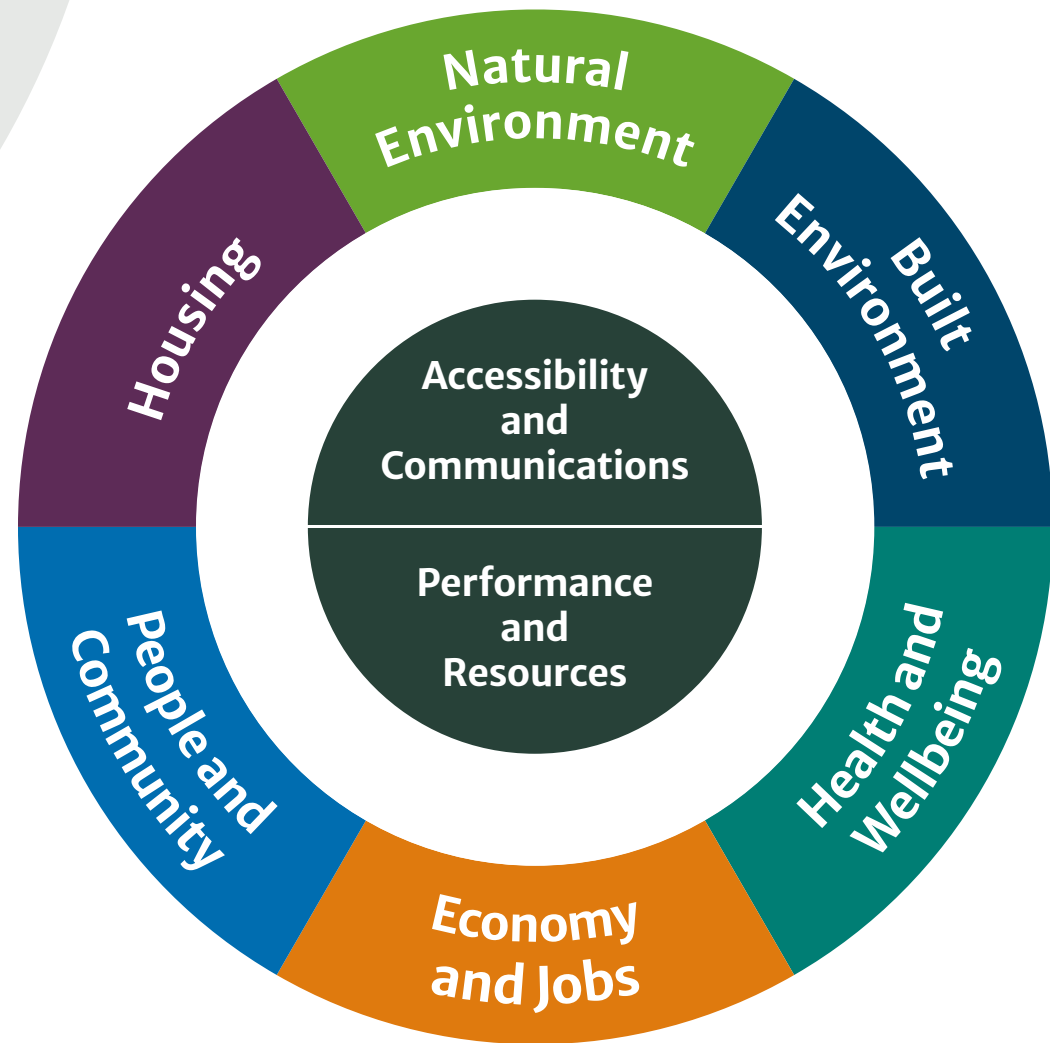 Natural
Environment
Built
Environment
Health and
Wellbeing
Economy
and Jobs
People and
Community
Housing
Accessibility
and
Communications
Performance
and
Resources